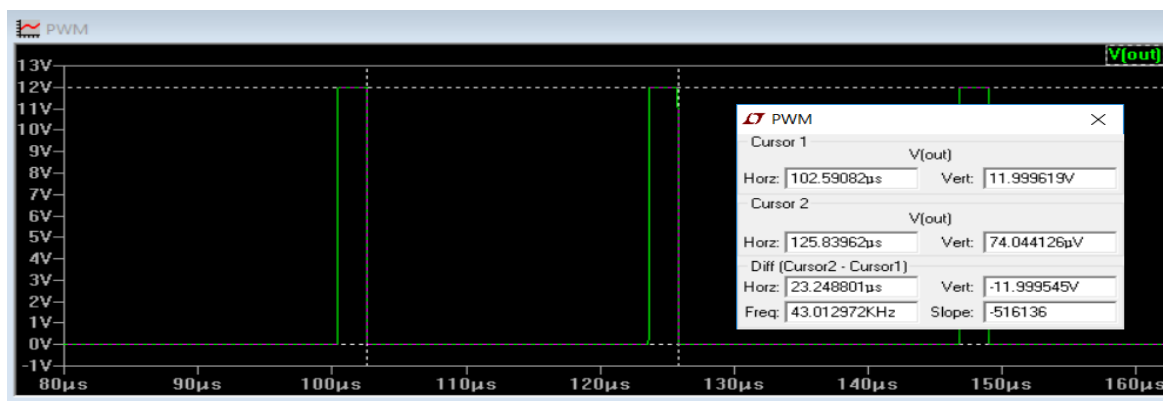 PWM
V(out)
13V
12V
11V
10V
9V
8V
7V
6V
5V
4V
3V
2V
1V
0V
-1V
80µs 90µs 100µs 110µs 120µs 130µs 140µs 150µs 160µs
PWM
Cursor 1
V(out)
Horz: 102.59082µs Vert: 11.999619V
Cursor 2
V(out)
Horz: 125.83962µs Vert: 74.044126µV
Diff (Cursor2 - Cursor1)
Horz: 23.248801µs Vert: -11.999545V
Freq: 43.012972KHz Slope: -516136